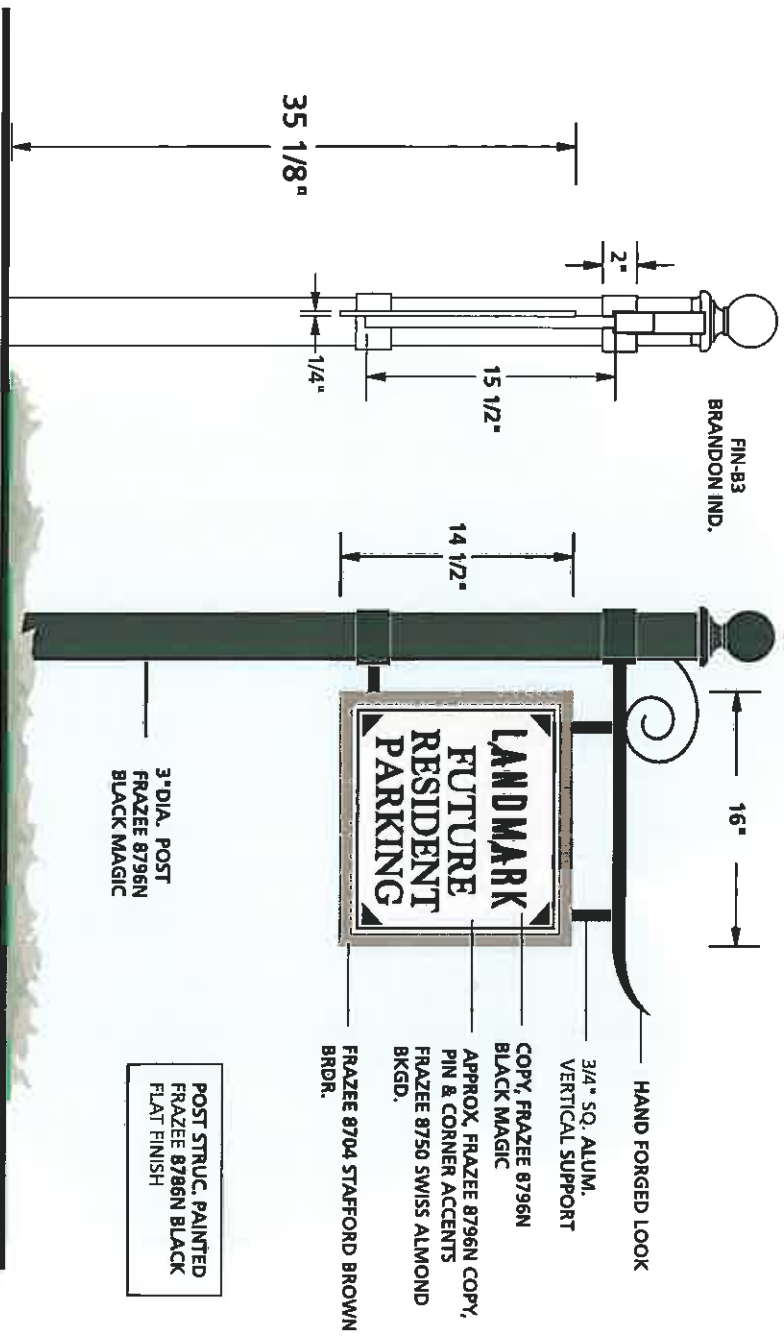 FIN-B3
BRANDON IND.
2"
35 1/8"
15 1/2"
1/4"
16"
14 1/2"
LANDMARK
FUTURE
RESIDENT
PARKING
HAND FORGED LOOK
3/4" SQ. ALUM.
VERTICAL SUPPORT
COPY, FRAZEE 8796N
BLACK MAGIC
APPROX, FRAZEE 8796N COPY,
PIN & CORNER ACCENTS
FRAZEE 8750 SWISS ALMOND
BKGD.
FRAZEE 8704 STAFFORD BROWN
BRDR.
3"DIA. POST
FRAZEE 8796N
BLACK MAGIC
POST STRUC. PAINTED
FRAZEE 8786N BLACK
FLAT FINISH